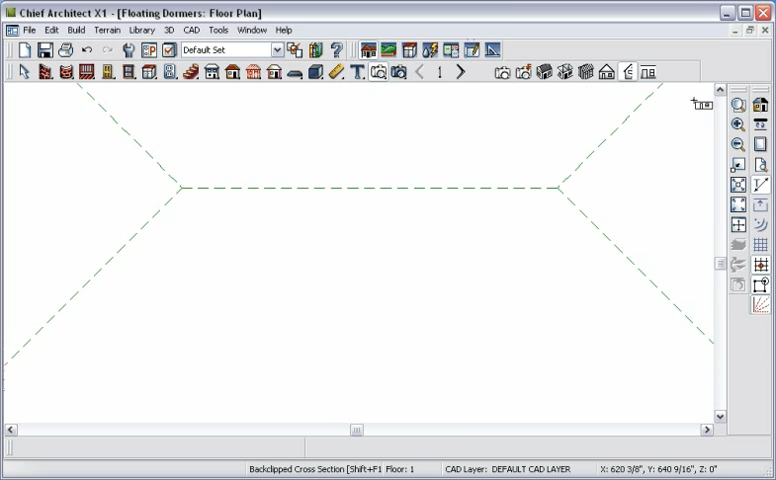 Chief Architect X1 - [Floating Dormers: Floor Plan]
File Edit Build Terrain Library 3D CAD Tools Window Help
Default Set
1
Backclipped Cross Section [Shift+F1 Floor: 1 CAD Layer: DEFAULT CAD LAYER X: 620 3/8", Y: 640 9/16", Z: 0"